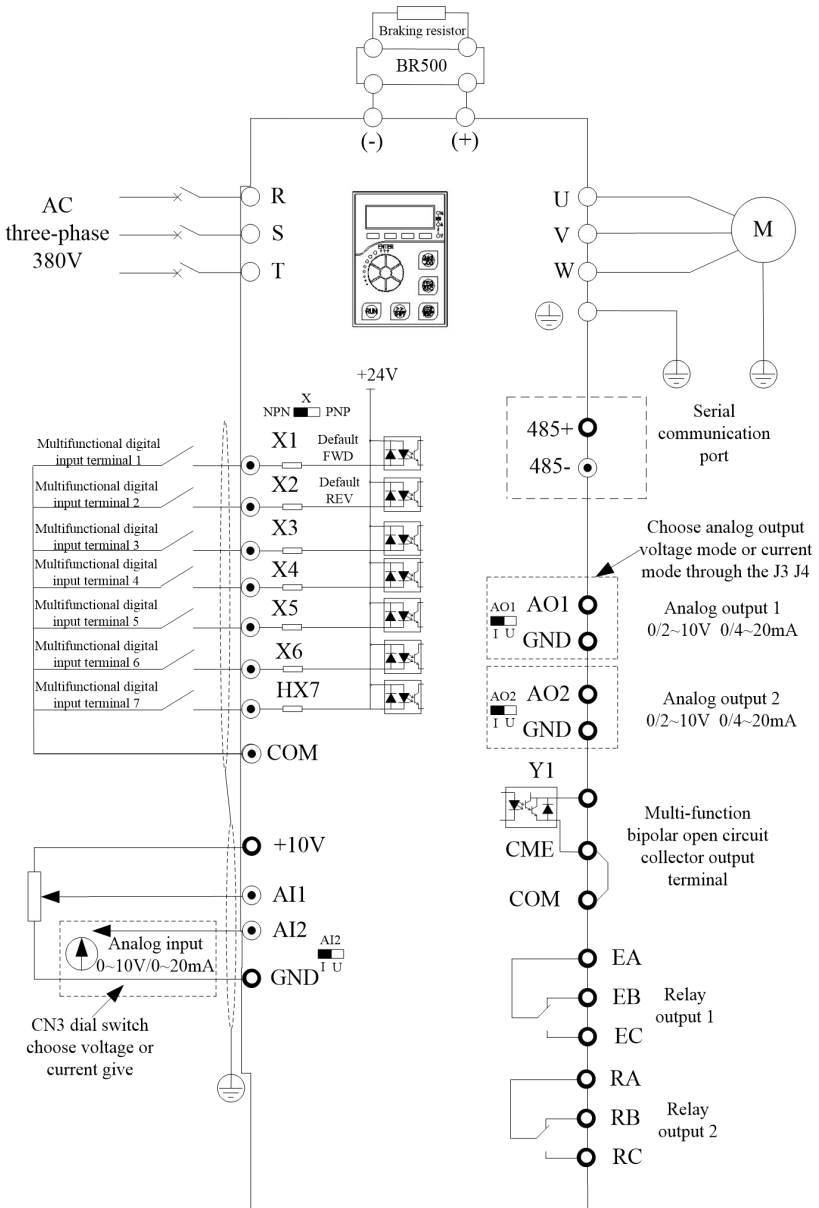 Braking resistor
BR500
(-)
(+)
AC
three-phase
380V
R
S
T
ENTER
RUN
U
V
W
M
+24V
X
NPN
PNP
Multifunctional digital
input terminal 1
X1
Default
FWD
Multifunctional digital
input terminal 2
X2
Default
REV
Multifunctional digital
input terminal 3
X3
Multifunctional digital
input terminal 4
X4
Multifunctional digital
input terminal 5
X5
Multifunctional digital
input terminal 6
X6
Multifunctional digital
input terminal 7
HX7
COM
+10V
AI1
AI2
Analog input
0~10V/0~20mA
AI2
I U
GND
CN3 dial switch
choose voltage or
current give
485+
485-
Serial
communication
port
Choose analog output
voltage mode or current
mode through the J3 J4
AO1
I U
AO1
GND
Analog output 1
0/2~10V 0/4~20mA
AO2
I U
AO2
GND
Analog output 2
0/2~10V 0/4~20mA
Y1
CME
COM
Multi-function
bipolar open circuit
collector output
terminal
EA
EB
EC
Relay
output 1
RA
RB
RC
Relay
output 2